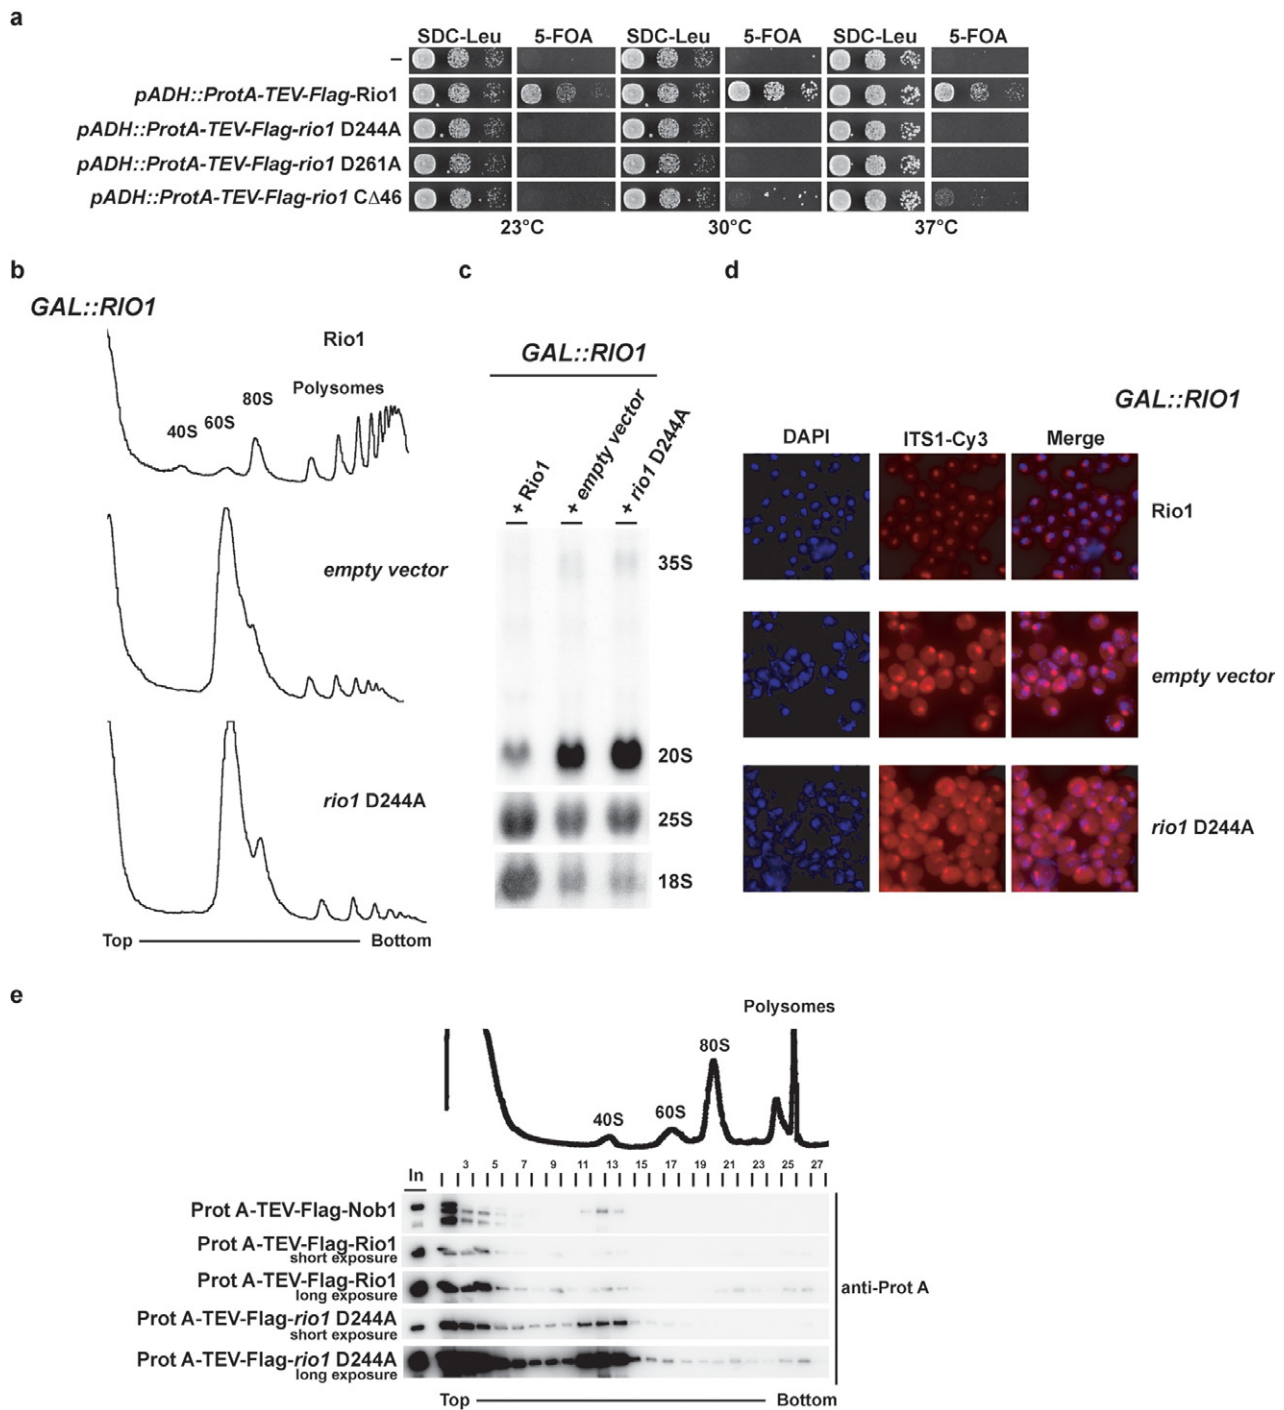 a
SDC-Leu 5-FOA SDC-Leu 5-FOA SDC-Leu 5-FOA
–
pADH::ProtA-TEV-Flag-Rio1
pADH::ProtA-TEV-Flag-rio1 D244A
pADH::ProtA-TEV-Flag-rio1 D261A
pADH::ProtA-TEV-Flag-rio1 CΔ46
23°C 30°C 37°C
b
GAL::RIO1
Rio1
Polysomes
40S 60S 80S
empty vector
rio1 D244A
Top Bottom
c
GAL::RIO1
+ Rio1
+ empty vector
+ rio1 D244A
35S
20S
25S
18S
d
GAL::RIO1
DAPI ITS1-Cy3 Merge
Rio1
empty vector
rio1 D244A
e
Polysomes
80S
40S 60S
In 3 5 7 9 11 13 15 17 19 21 23 25 27
Prot A-TEV-Flag-Nob1
Prot A-TEV-Flag-Rio1
short exposure
Prot A-TEV-Flag-Rio1
long exposure
Prot A-TEV-Flag-rio1 D244A
short exposure
Prot A-TEV-Flag-rio1 D244A
long exposure
anti-Prot A
Top Bottom